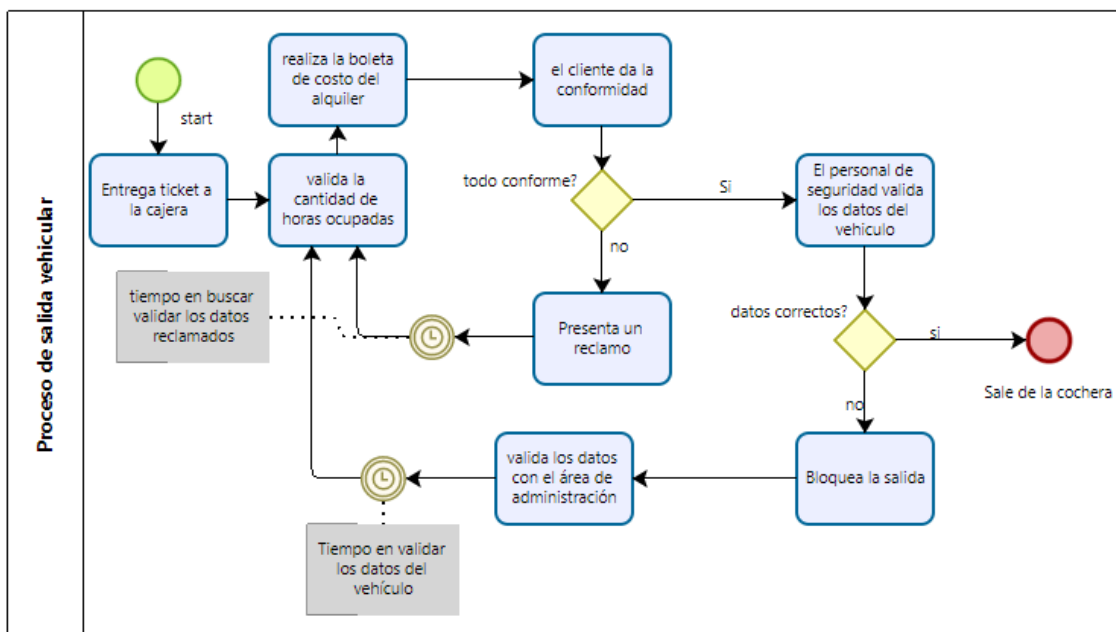 Proceso de salida vehicular
start
Entrega ticket a
la cajera
valida la
cantidad de
horas ocupadas
realiza la boleta
de costo del
alquiler
el cliente da la
conformidad
todo conforme?
Si
no
Presenta un
reclamo
tiempo en buscar
validar los datos
reclamados
El personal de
seguridad valida
los datos del
vehículo
datos correctos?
si
Sale de la cochera
no
Bloquea la salida
valida los datos
con el área de
administración
Tiempo en validar
los datos del
vehículo